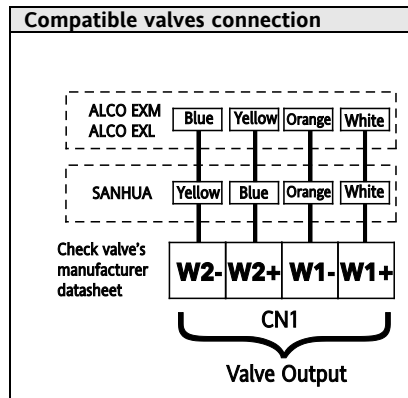 Compatible valves connection
ALCO EXM
ALCO EXL
Blue Yellow Orange White
SANHUA
Yellow Blue Orange White
Check valve's
manufacturer
datasheet
W2- W2+ W1- W1+
CN1
Valve Output